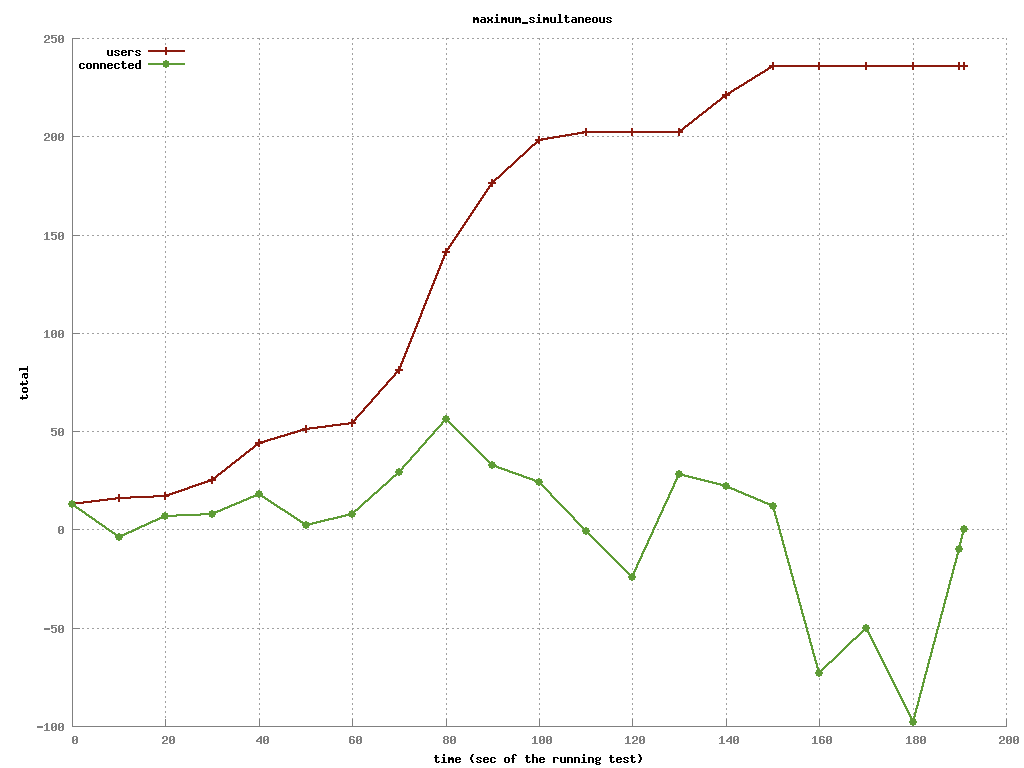 maximum_simultaneous
users
connected
250
200
150
100
50
0
-50
-100
total
0 20 40 60 80 100 120 140 160 180 200
time (sec of the running test)